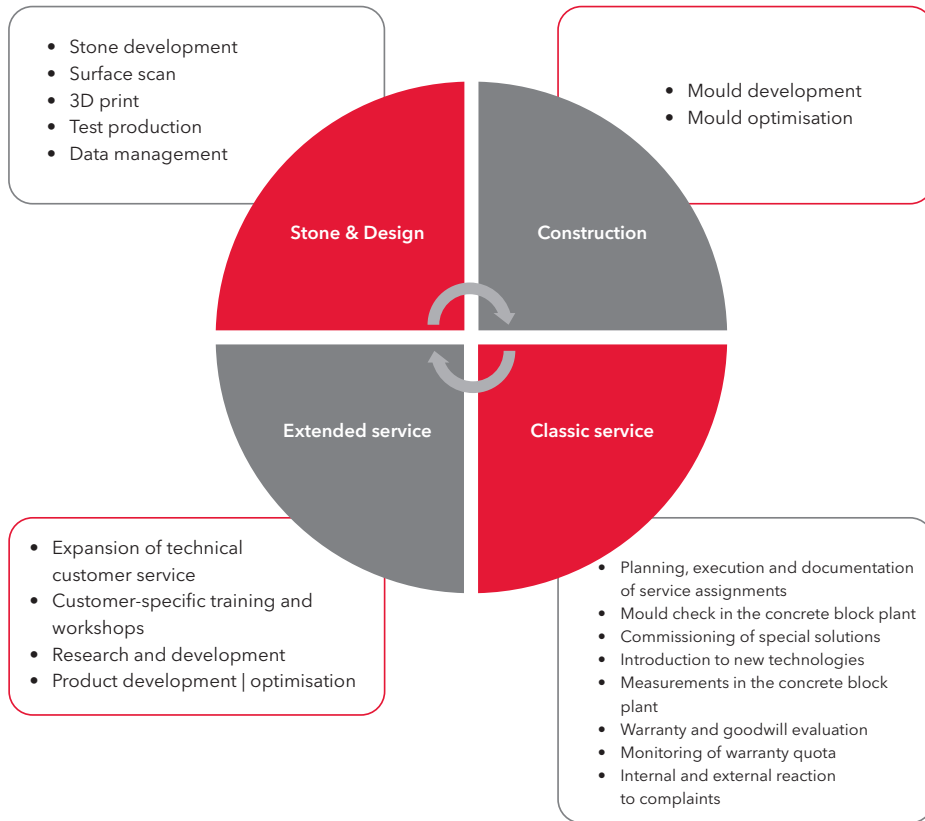 • Stone development
• Surface scan
• 3D print
• Test production
• Data management
• Mould development
• Mould optimisation
Stone & Design
Construction
Extended service
Classic service
• Expansion of technical
customer service
• Customer-specific training and
workshops
• Research and development
• Product development | optimisation
• Planning, execution and documentation
of service assignments
• Mould check in the concrete block plant
• Commissioning of special solutions
• Introduction to new technologies
• Measurements in the concrete block
plant
• Warranty and goodwill evaluation
• Monitoring of warranty quota
• Internal and external reaction
to complaints